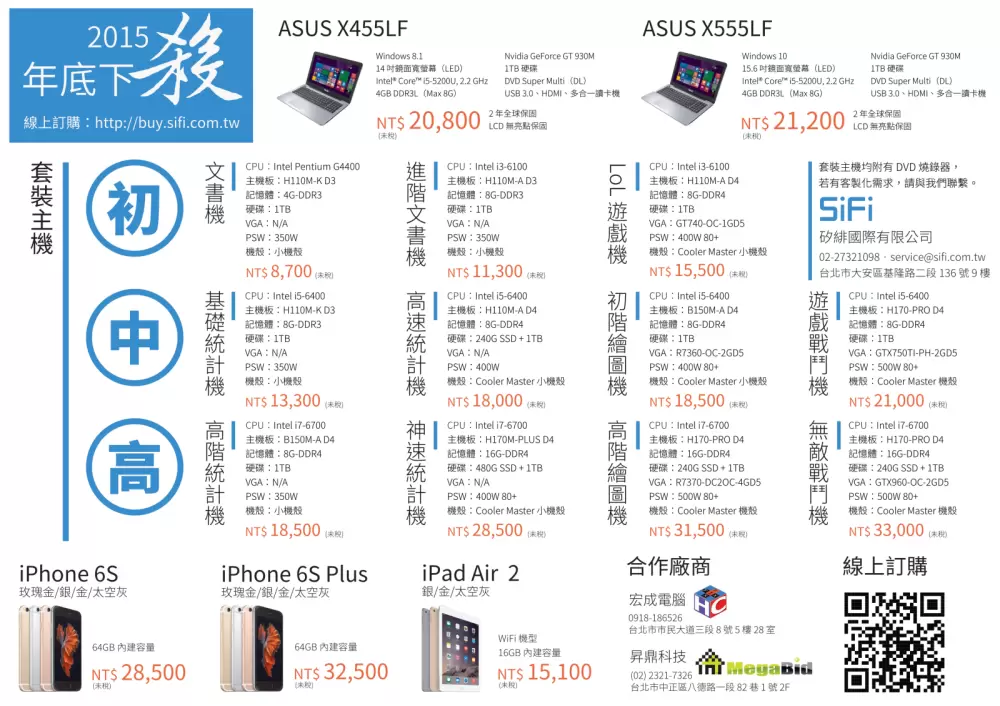 2015
年底下殺
線上訂購：http://buy.sifi.com.tw
ASUS X455LF
Windows 8.1
14 吋鏡面寬螢幕（LED）
Intel® Core™ i5-5200U, 2.2 GHz
4GB DDR3L（Max 8G）
Nvidia GeForce GT 930M
1TB 硬碟
DVD Super Multi（DL）
USB 3.0、HDMI、多合一讀卡機
NT$ 20,800
(未稅)
2 年全球保固
LCD 無亮點保固
ASUS X555LF
Windows 10
15.6 吋鏡面寬螢幕（LED）
Intel® Core™ i5-5200U, 2.2 GHz
4GB DDR3L（Max 8G）
Nvidia GeForce GT 930M
1TB 硬碟
DVD Super Multi（DL）
USB 3.0、HDMI、多合一讀卡機
NT$ 21,200
(未稅)
2 年全球保固
LCD 無亮點保固
套裝主機
初
文書機
CPU：Intel Pentium G4400
主機板：H110M-K D3
記憶體：4G-DDR3
硬碟：1TB
VGA：N/A
PSW：350W
機殼：小機殼
NT$ 8,700 (未稅)
進階文書機
CPU：Intel i3-6100
主機板：H110M-A D3
記憶體：8G-DDR3
硬碟：1TB
VGA：N/A
PSW：350W
機殼：小機殼
NT$ 11,300 (未稅)
LoL 遊戲機
CPU：Intel i3-6100
主機板：H110M-A D4
記憶體：8G-DDR4
硬碟：1TB
VGA：GT740-OC-1GD5
PSW：400W 80+
機殼：Cooler Master 小機殼
NT$ 15,500 (未稅)
套裝主機均附有 DVD 燒錄器，
若有客製化需求，請與我們聯繫。
SiFi
矽緋國際有限公司
02-27321098 · service@sifi.com.tw
台北市大安區基隆路二段 136 號 9 樓
中
基礎統計機
CPU：Intel i5-6400
主機板：H110M-K D3
記憶體：8G-DDR3
硬碟：1TB
VGA：N/A
PSW：350W
機殼：小機殼
NT$ 13,300 (未稅)
高速統計機
CPU：Intel i5-6400
主機板：H110M-A D4
記憶體：8G-DDR4
硬碟：240G SSD + 1TB
VGA：N/A
PSW：400W
機殼：Cooler Master 小機殼
NT$ 18,000 (未稅)
初階繪圖機
CPU：Intel i5-6400
主機板：B150M-A D4
記憶體：8G-DDR4
硬碟：1TB
VGA：R7360-OC-2GD5
PSW：400W 80+
機殼：Cooler Master 小機殼
NT$ 18,500 (未稅)
遊戲戰鬥機
CPU：Intel i5-6400
主機板：H170-PRO D4
記憶體：8G-DDR4
硬碟：1TB
VGA：GTX750TI-PH-2GD5
PSW：500W 80+
機殼：Cooler Master 機殼
NT$ 21,000 (未稅)
高
高階統計機
CPU：Intel i7-6700
主機板：B150M-A D4
記憶體：8G-DDR4
硬碟：1TB
VGA：N/A
PSW：350W
機殼：小機殼
NT$ 18,500 (未稅)
神速統計機
CPU：Intel i7-6700
主機板：H170M-PLUS D4
記憶體：16G-DDR4
硬碟：480G SSD + 1TB
VGA：N/A
PSW：400W 80+
機殼：Cooler Master 小機殼
NT$ 28,500 (未稅)
高階繪圖機
CPU：Intel i7-6700
主機板：H170-PRO D4
記憶體：16G-DDR4
硬碟：240G SSD + 1TB
VGA：R7370-DC2OC-4GD5
PSW：500W 80+
機殼：Cooler Master 機殼
NT$ 31,500 (未稅)
無敵戰鬥機
CPU：Intel i7-6700
主機板：H170-PRO D4
記憶體：16G-DDR4
硬碟：240G SSD + 1TB
VGA：GTX960-OC-2GD5
PSW：500W 80+
機殼：Cooler Master 機殼
NT$ 33,000 (未稅)
iPhone 6S
玫瑰金/銀/金/太空灰
64GB 內建容量
NT$ 28,500
(未稅)
iPhone 6S Plus
玫瑰金/銀/金/太空灰
64GB 內建容量
NT$ 32,500
(未稅)
iPad Air 2
銀/金/太空灰
WiFi 機型
16GB 內建容量
NT$ 15,100
(未稅)
合作廠商
宏成電腦 HC
0918-186526
台北市市民大道三段 8 號 5 樓 28 室
昇鼎科技 MegaBid
(02) 2321-7326
台北市中正區八德路一段 82 巷 1 號 2F
線上訂購